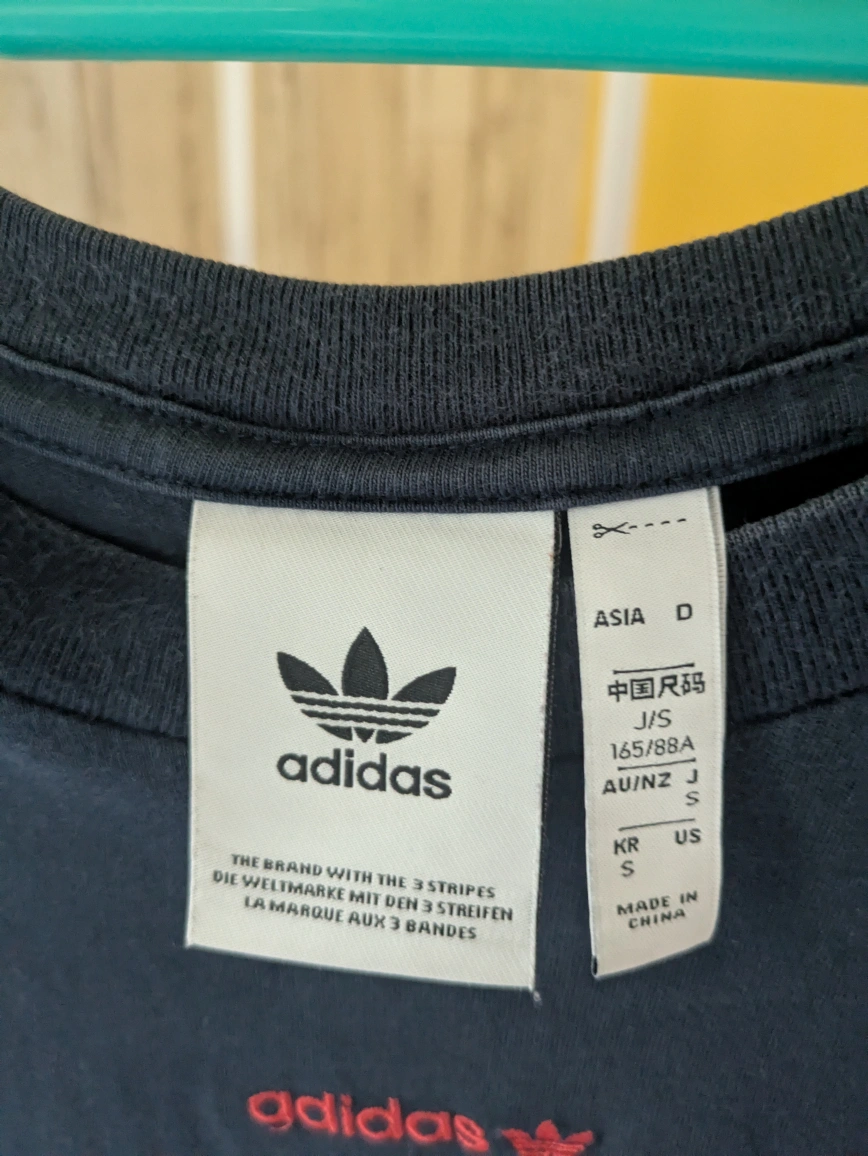 adidas
THE BRAND WITH THE 3 STRIPES
DIE WELTMARKE MIT DEN 3 STREIFEN
LA MARQUE AUX 3 BANDES
ASIA D
中国尺码
J/S
165/88A
AU/NZ J
S
KR US
S
MADE IN
CHINA
adidas